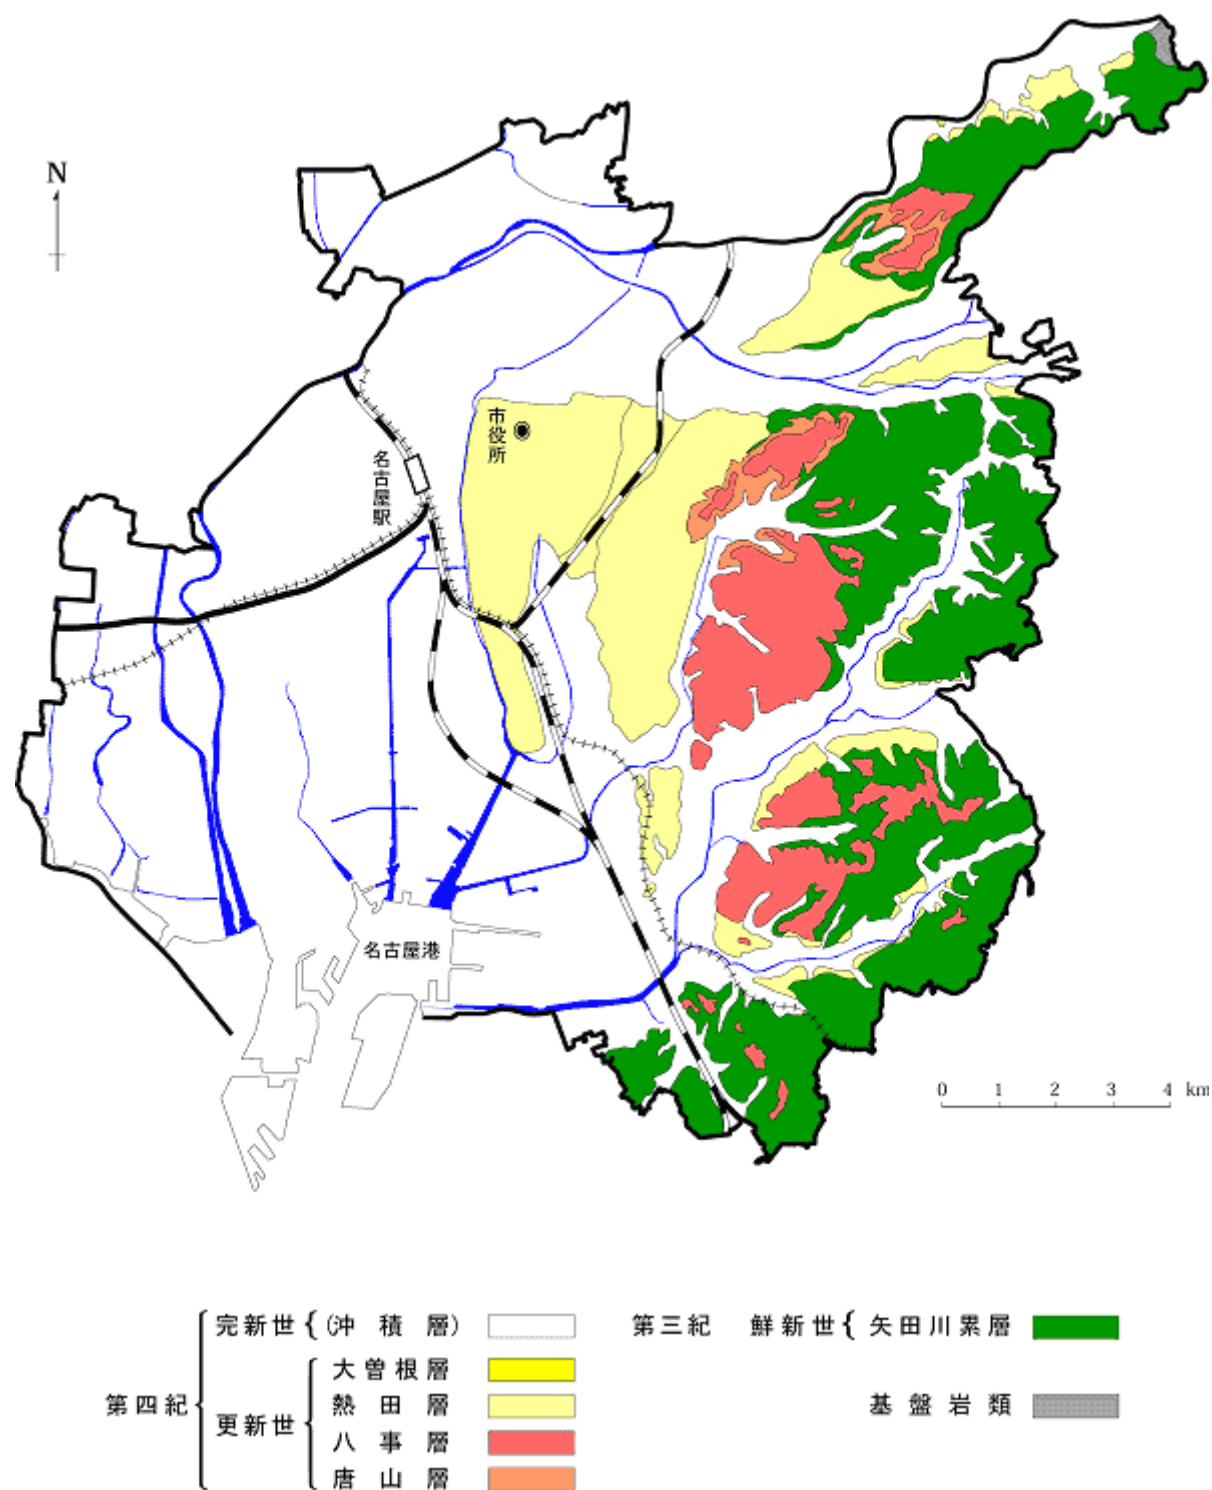 N
市役所
名古屋駅
名古屋港
0 1 2 3 4 km
第四紀
完新世 (沖積層)
更新世
大曽根層
熱田層
八事層
唐山層
第三紀 鮮新世 矢田川累層
基盤岩類